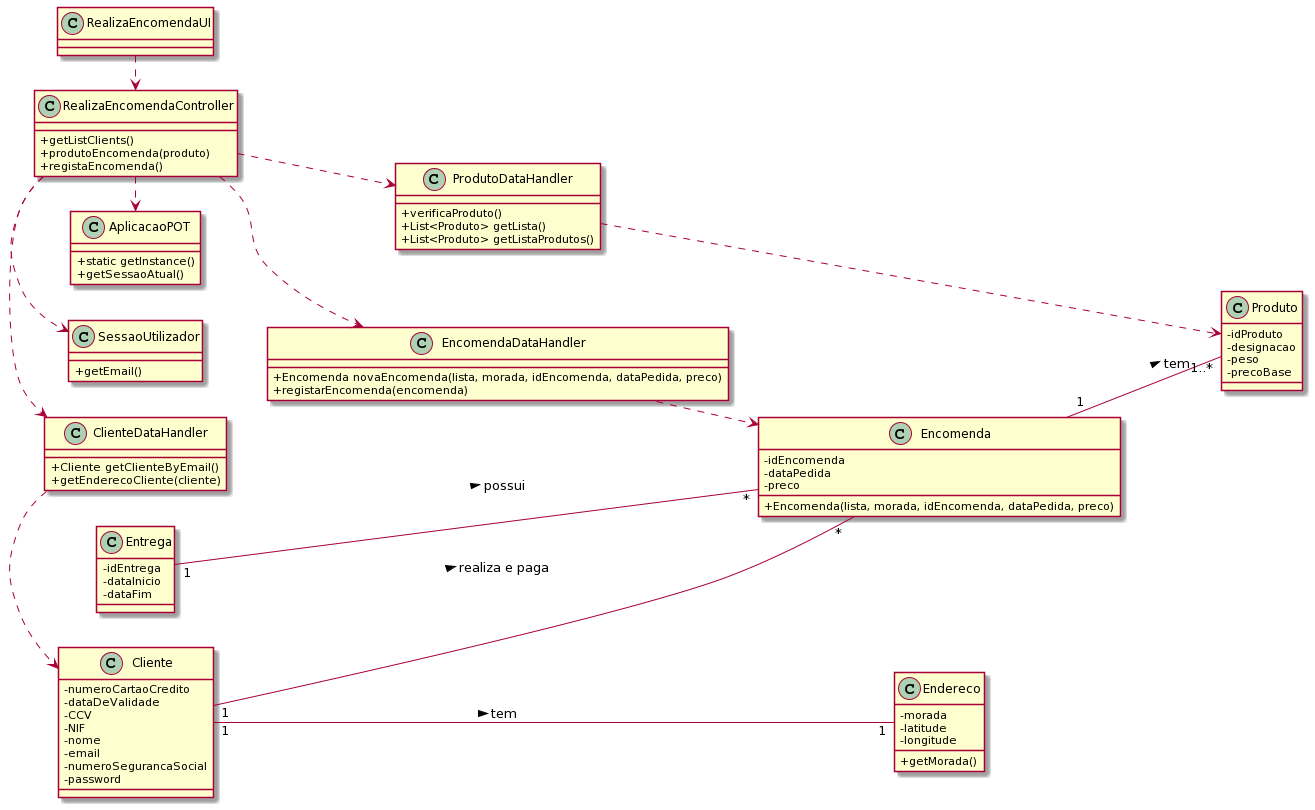 C RealizaEncomendaUI
C RealizaEncomendaController
+getListClients()
+produtoEncomenda(produto)
+registaEncomenda()
C ProdutoDataHandler
+verificaProduto()
+List<Produto> getLista()
+List<Produto> getListaProdutos()
C AplicacaoPOT
+static getInstance()
+getSessaoAtual()
C Produto
-idProduto
-designacao
-peso
-precoBase
C SessaoUtilizador
+getEmail()
C EncomendaDataHandler
+Encomenda novaEncomenda(lista, morada, idEncomenda, dataPedida, preco)
+registarEncomenda(encomenda)
tem
1..*
1
C ClienteDataHandler
+Cliente getClienteByEmail()
+getEnderecoCliente(cliente)
C Encomenda
-idEncomenda
-dataPedida
-preco
+Encomenda(lista, morada, idEncomenda, dataPedida, preco)
possui
*
*
C Entrega
-idEntrega
-dataInicio
-dataFim
1
realiza e paga
C Cliente
-numeroCartaoCredito
-dataDeValidade
-CCV
-NIF
-nome
-email
-numeroSegurancaSocial
-password
1
tem
1
1
C Endereco
-morada
-latitude
-longitude
+getMorada()